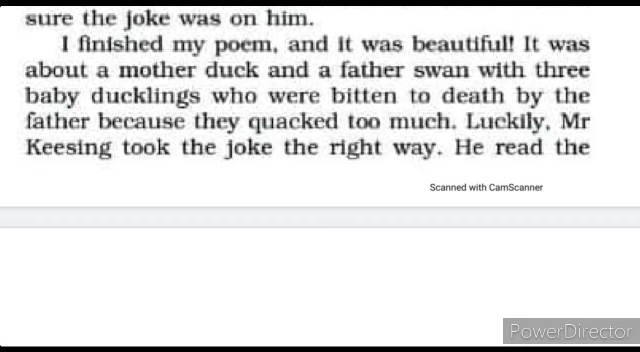 sure the joke was on him.
I finished my poem, and it was beautiful! It was
about a mother duck and a father swan with three
baby ducklings who were bitten to death by the
father because they quacked too much. Luckily, Mr
Keesing took the joke the right way. He read the
Scanned with CamScanner
PowerDirector